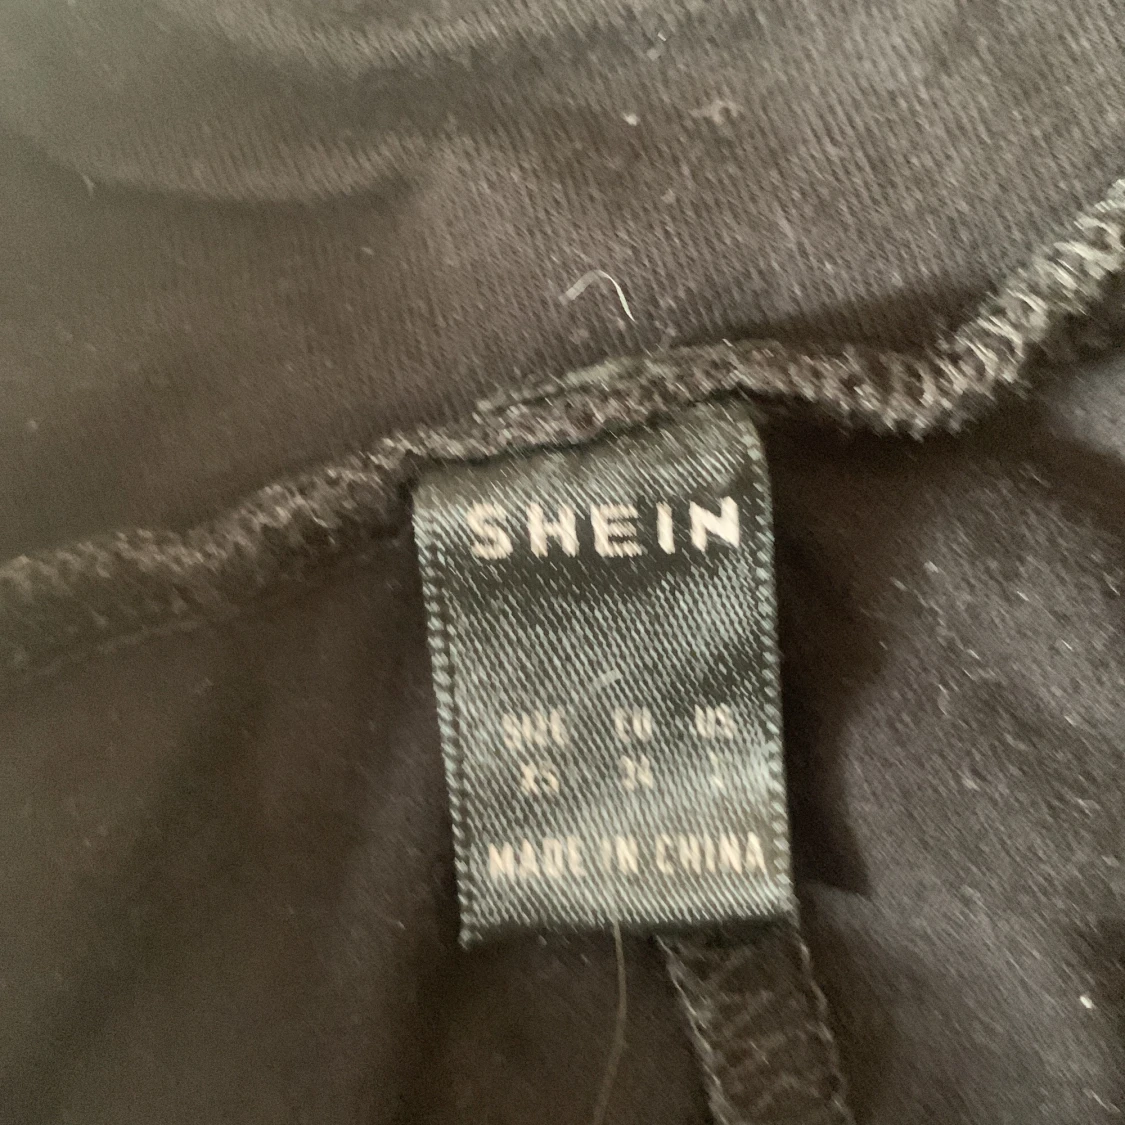 SHEIN
SIZE EU US
XS 34
MADE IN CHINA